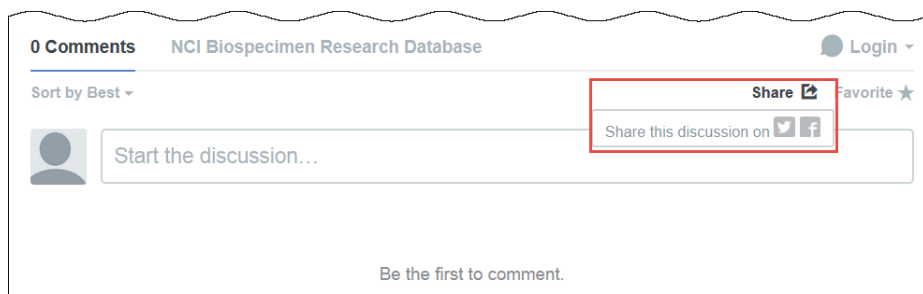 0 Comments NCI Biospecimen Research Database Login
Sort by Best Share Favorite
Share this discussion on
Start the discussion…
Be the first to comment.